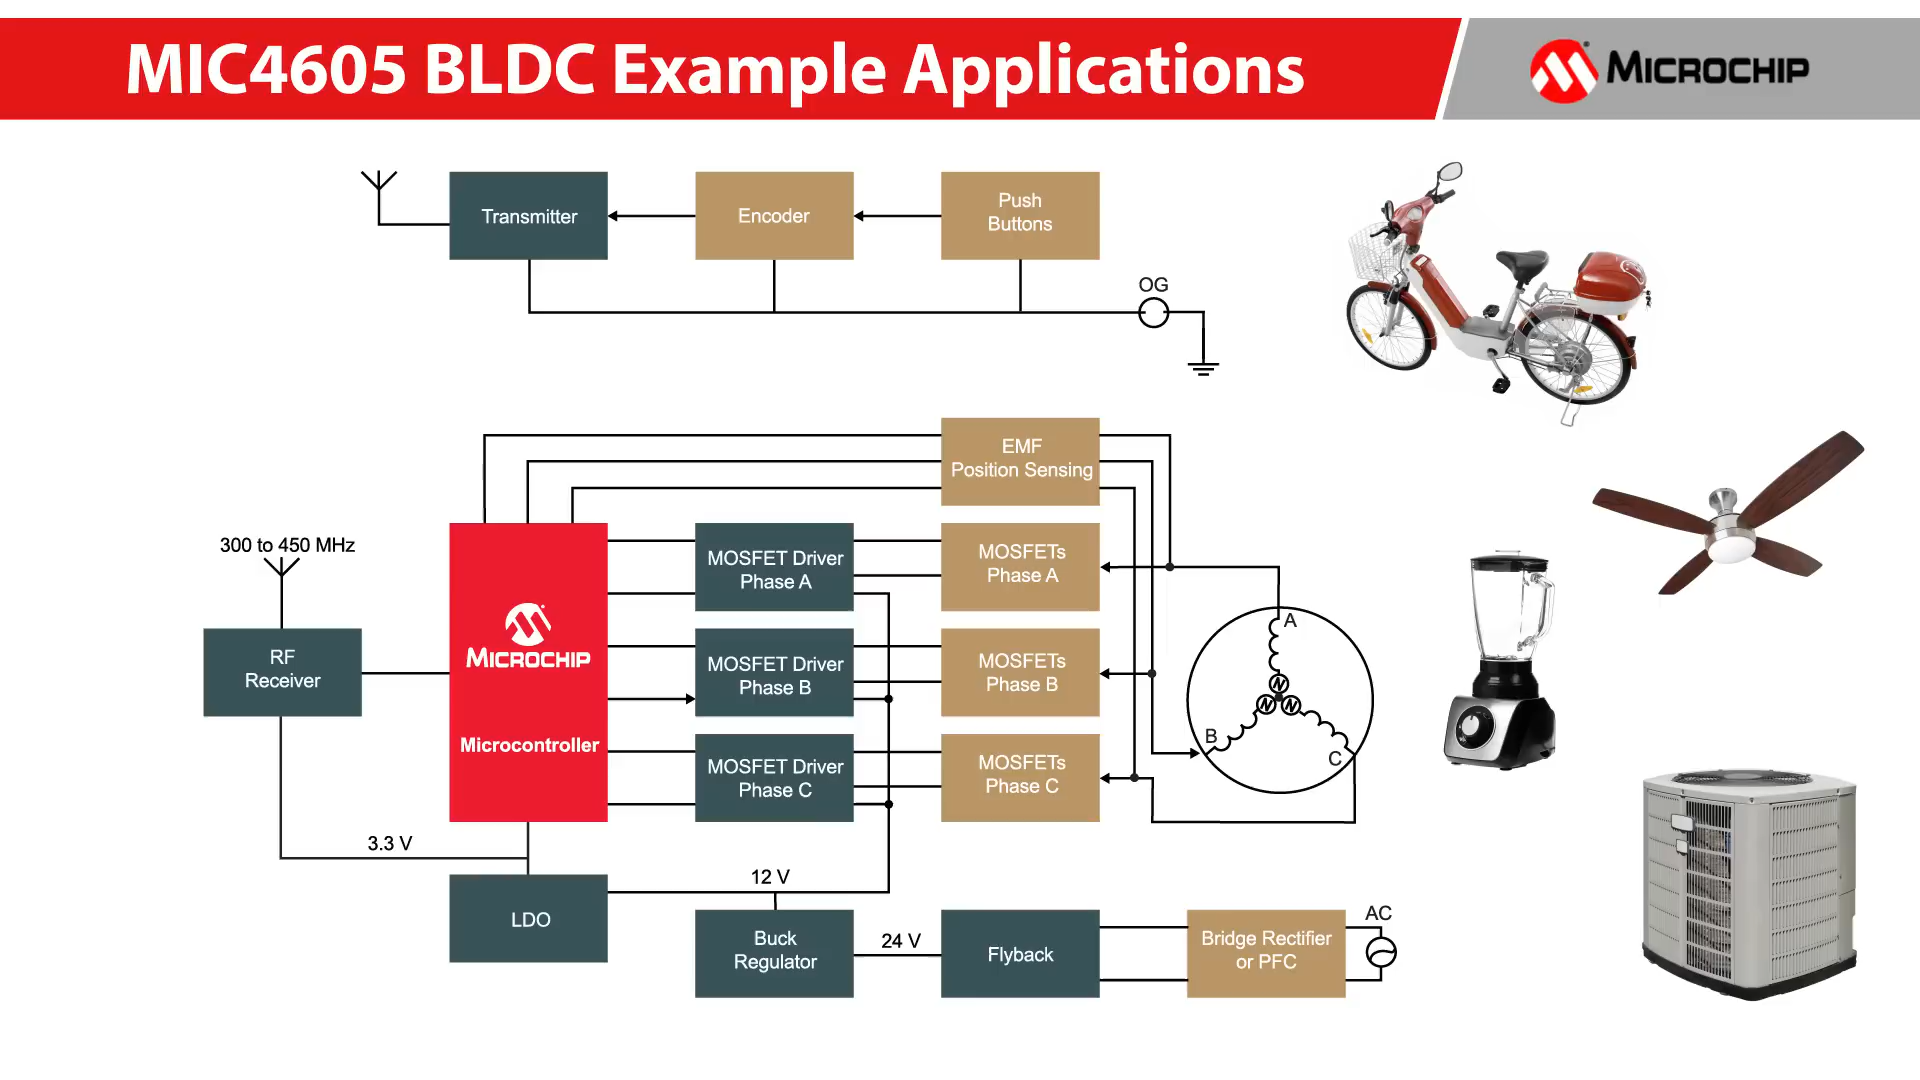 MIC4605 BLDC Example Applications
MICROCHIP
Transmitter
Encoder
Push
Buttons
OG
EMF
Position Sensing
300 to 450 MHz
MOSFET Driver
Phase A
MOSFETs
Phase A
A
RF
Receiver
MICROCHIP
Microcontroller
MOSFET Driver
Phase B
MOSFETs
Phase B
N
N
N
B
C
MOSFET Driver
Phase C
MOSFETs
Phase C
3.3 V
12 V
LDO
Buck
Regulator
24 V
Flyback
Bridge Rectifier
or PFC
AC